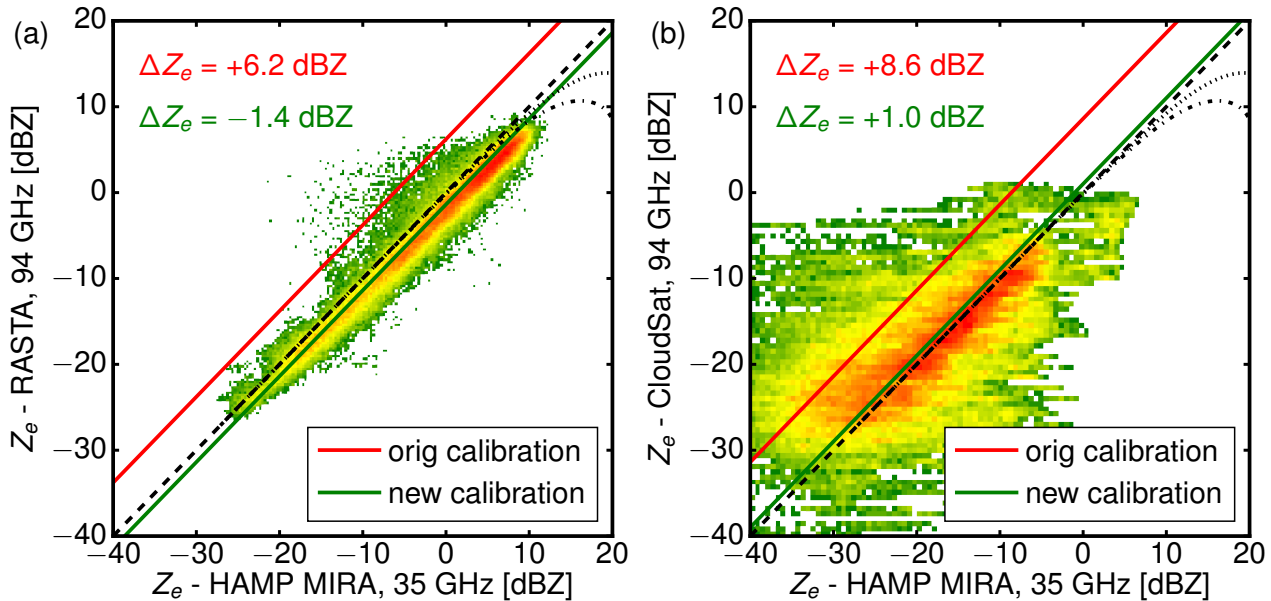 (a)
ΔZₑ = +6.2 dBZ
ΔZₑ = −1.4 dBZ
20
10
0
−10
−20
−30
−40
Zₑ - RASTA, 94 GHz [dBZ]
orig calibration
new calibration
−40 −30 −20 −10 0 10 20
Zₑ - HAMP MIRA, 35 GHz [dBZ]
(b)
ΔZₑ = +8.6 dBZ
ΔZₑ = +1.0 dBZ
20
10
0
−10
−20
−30
−40
Zₑ - CloudSat, 94 GHz [dBZ]
orig calibration
new calibration
−40 −30 −20 −10 0 10 20
Zₑ - HAMP MIRA, 35 GHz [dBZ]